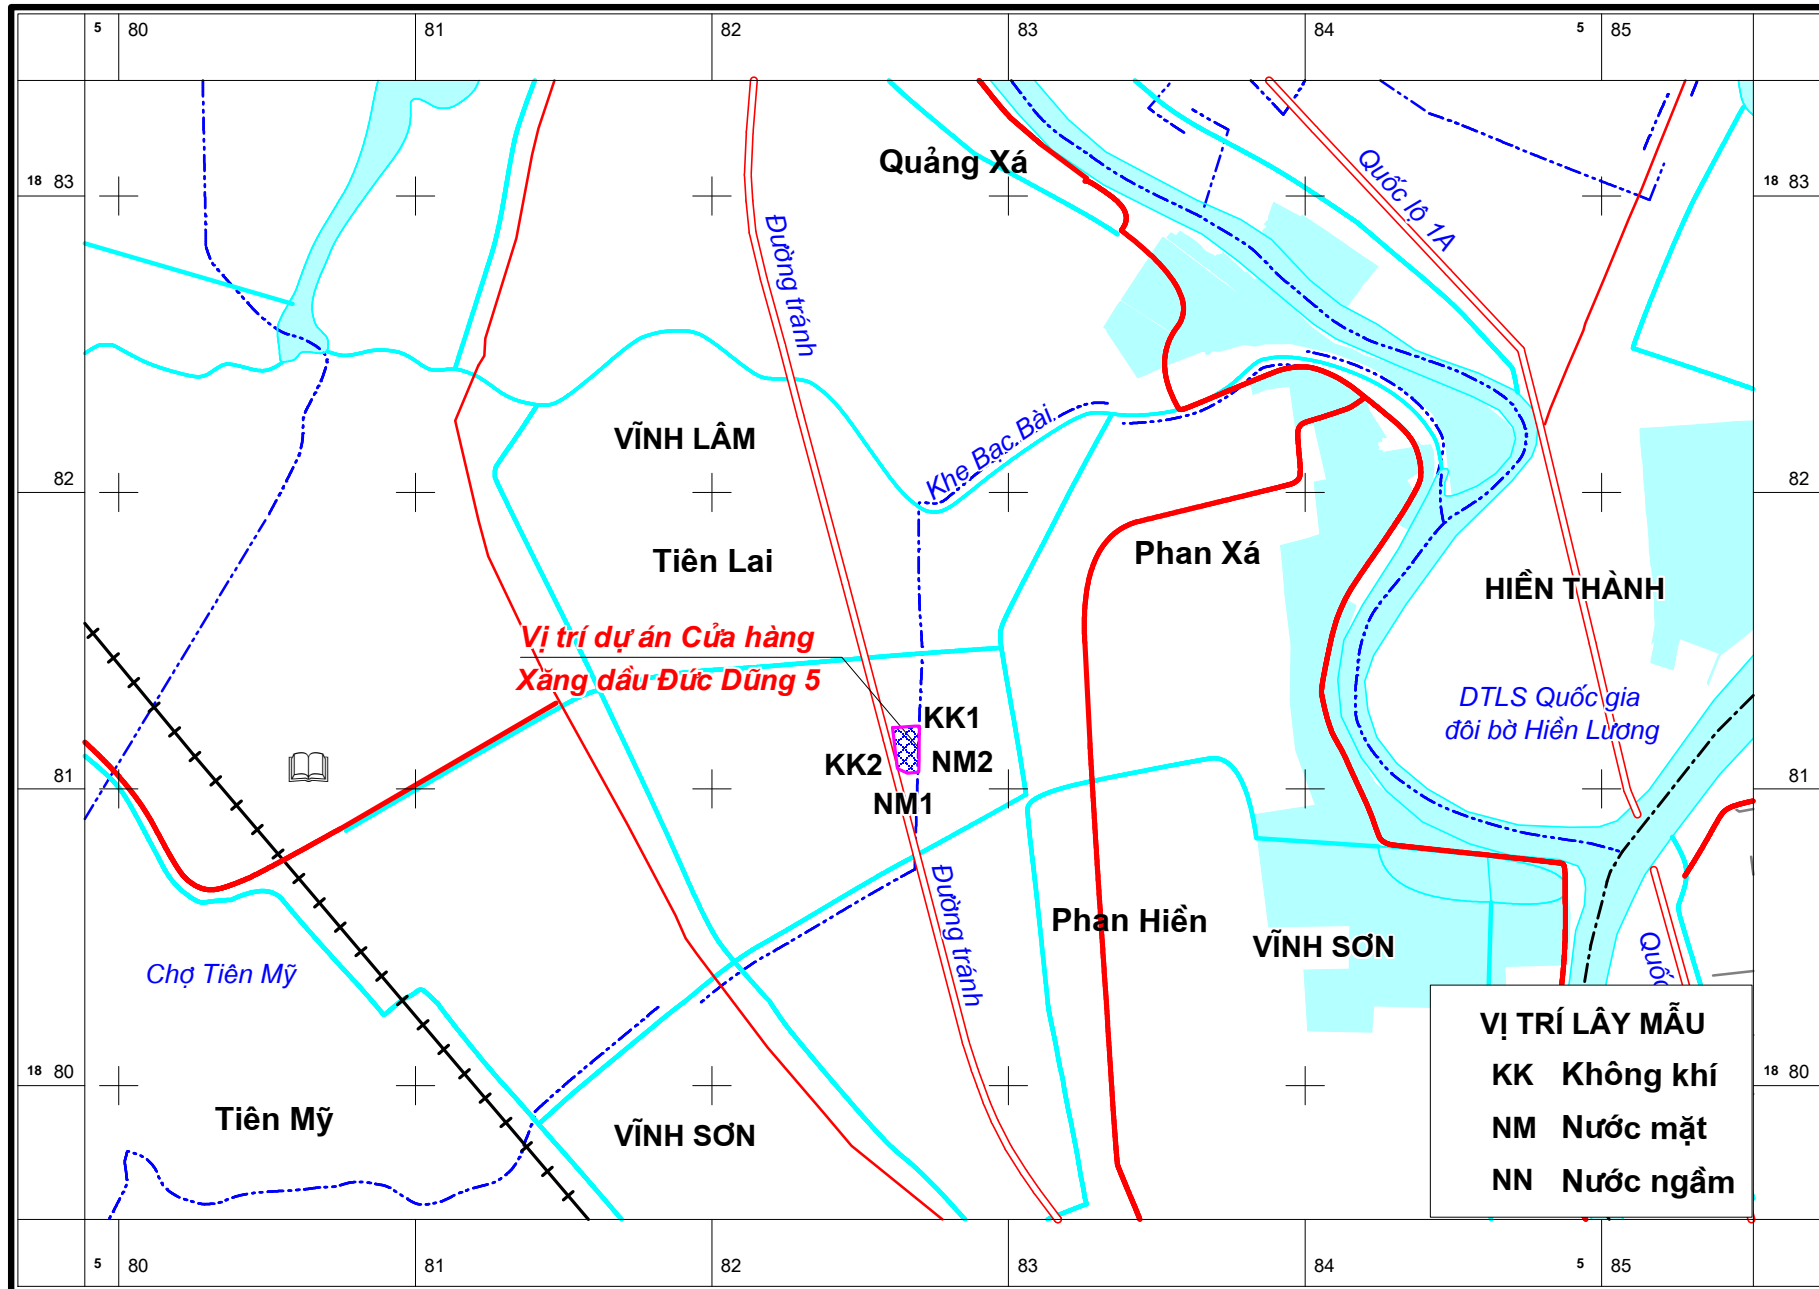 5 80 81 82 83 84 5 85
Quảng Xá
Quốc lộ 1A
18 83
18 83
Đường tránh
VĨNH LÂM
Khe Bạc Bài
82
82
Tiên Lai
Phan Xá
HIỀN THÀNH
Vị trí dự án Cửa hàng
Xăng dầu Đức Dũng 5
DTLS Quốc gia
đôi bờ Hiền Lương
KK1
KK2
NM2
NM1
81
81
Đường tránh
Phan Hiền
VĨNH SƠN
Quốc
Chợ Tiên Mỹ
VỊ TRÍ LẤY MẪU
KK Không khí
NM Nước mặt
NN Nước ngầm
18 80
18 80
Tiên Mỹ
VĨNH SƠN
5 80 81 82 83 84 5 85